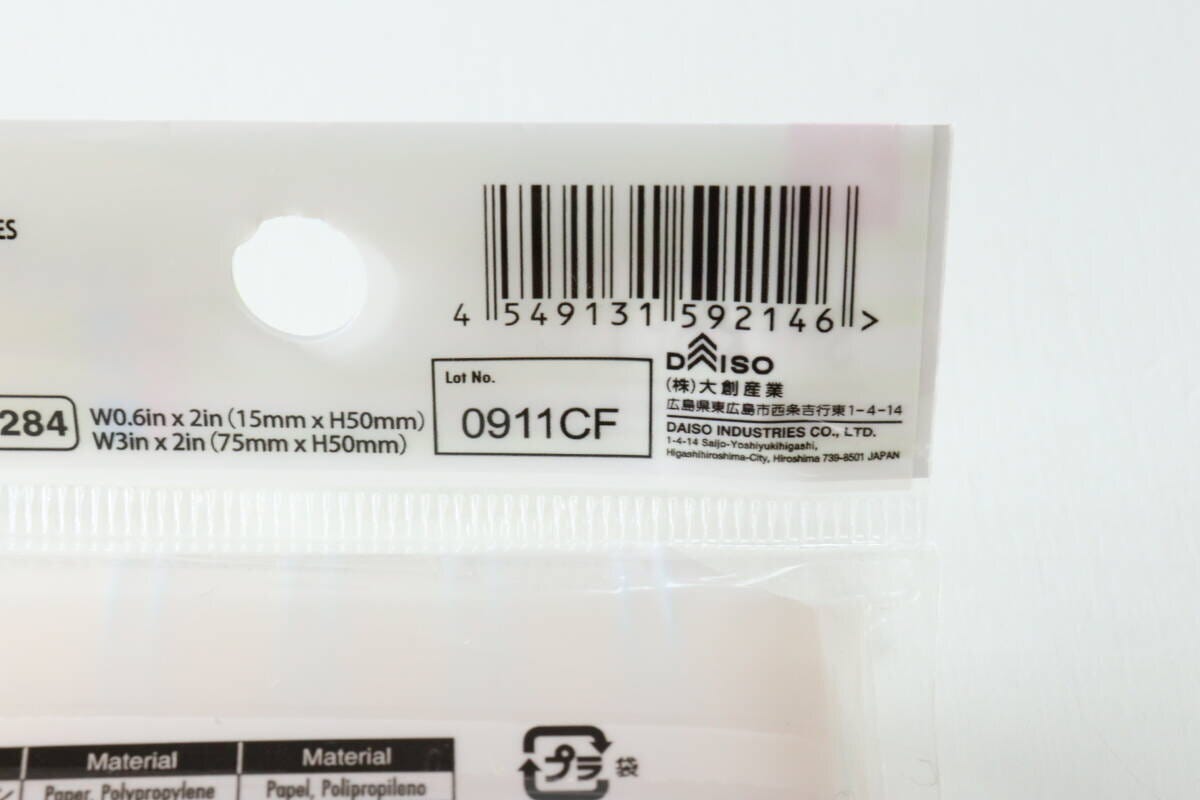 ES
4 549131 592146 >
Lot No.
0911CF
DAISO
(株)大創産業
広島県東広島市西条吉行東1-4-14
DAISO INDUSTRIES CO., LTD.
1-4-14 Saijo-Yoshiyukihigashi,
Higashihiroshima-City, Hiroshima 739-8501 JAPAN
284
W0.6in x 2in (15mm x H50mm)
W3in x 2in (75mm x H50mm)
Material
Paper, Polypropylene
Material
Papel, Polipropileno
プラ 袋